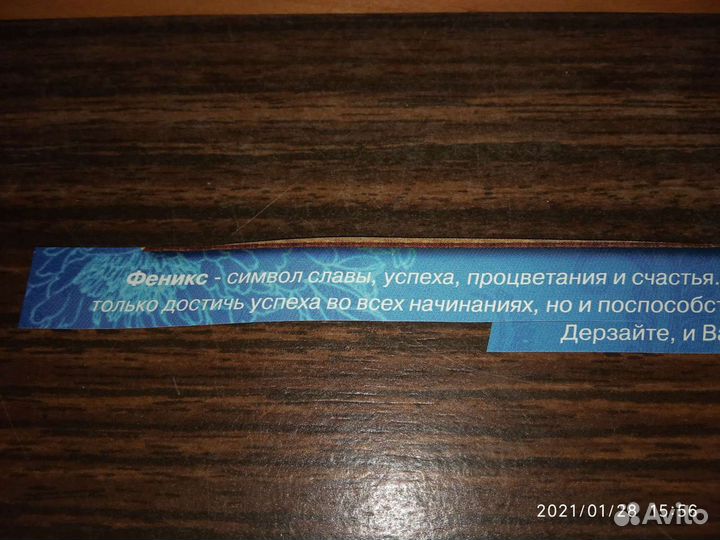 Феникс - символ славы, успеха, процветания и счастья.
только достичь успеха во всех начинаниях, но и поспособст
Дерзайте, и Ва
2021/01/28 15:56
Avito